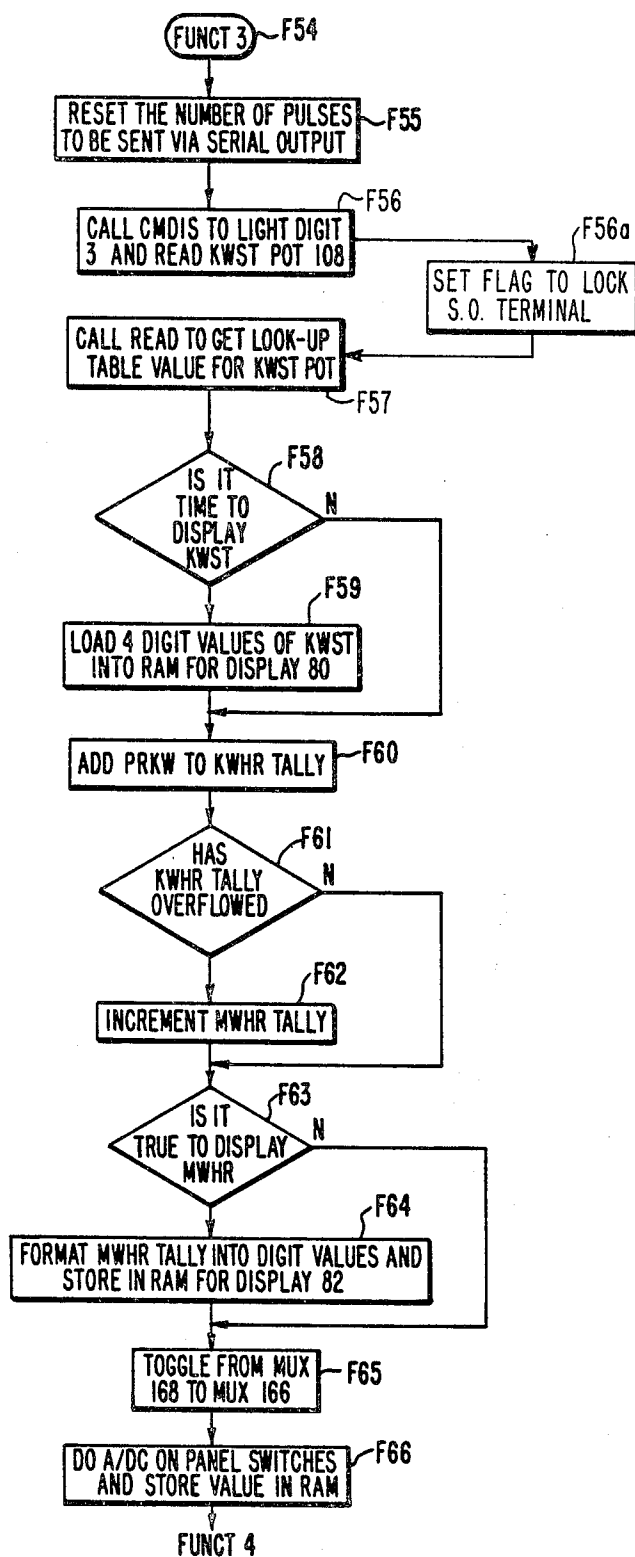 FUNCT 3
F54
RESET THE NUMBER OF PULSES
TO BE SENT VIA SERIAL OUTPUT
F55
F56
CALL CMDIS TO LIGHT DIGIT
3 AND READ KWST POT 108
F56a
SET FLAG TO LOCK
S.O. TERMINAL
CALL READ TO GET LOOK-UP
TABLE VALUE FOR KWST POT
F57
F58
IS IT
TIME TO
DISPLAY
KWST
N
F59
LOAD 4 DIGIT VALUES OF KWST
INTO RAM FOR DISPLAY 80
ADD PRKW TO KWHR TALLY
F60
F61
HAS
KWHR TALLY
OVERFLOWED
N
F62
INCREMENT MWHR TALLY
F63
IS IT
TRUE TO DISPLAY
MWHR
N
F64
FORMAT MWHR TALLY INTO DIGIT VALUES AND
STORE IN RAM FOR DISPLAY 82
TOGGLE FROM MUX
168 TO MUX 166
F65
DO A/DC ON PANEL SWITCHES
AND STORE VALUE IN RAM
F66
FUNCT 4